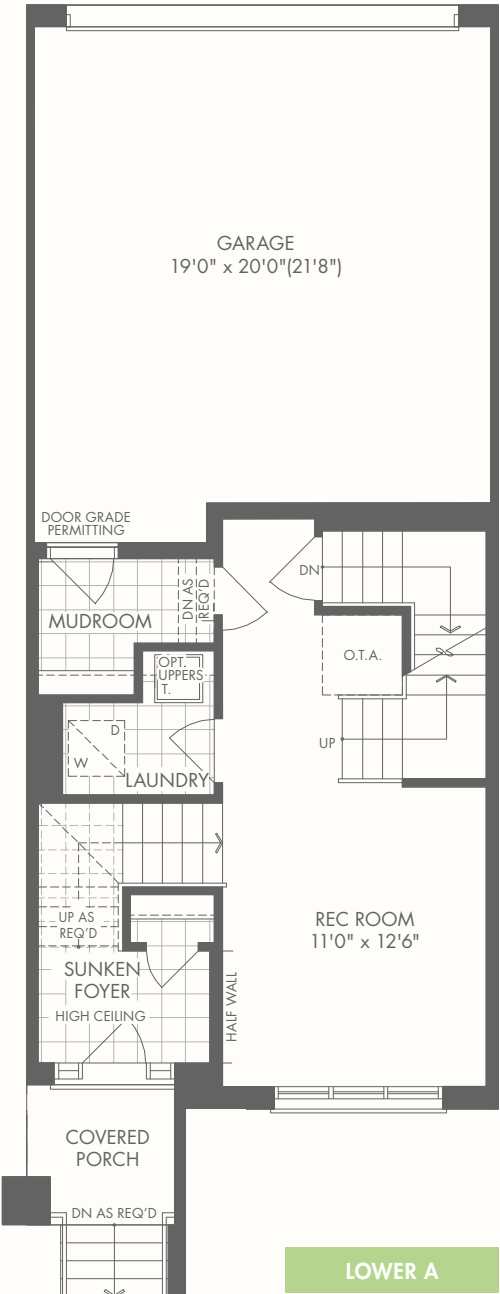 GARAGE
19'0" x 20'0"(21'8")
DOOR GRADE
PERMITTING
MUDROOM
DN AS
REQ'D
DN
O.T.A.
OPT.
UPPERS
T.
D
W
LAUNDRY
UP
UP AS
REQ'D
SUNKEN
FOYER
HIGH CEILING
HALF WALL
REC ROOM
11'0" x 12'6"
COVERED
PORCH
DN AS REQ'D
LOWER A